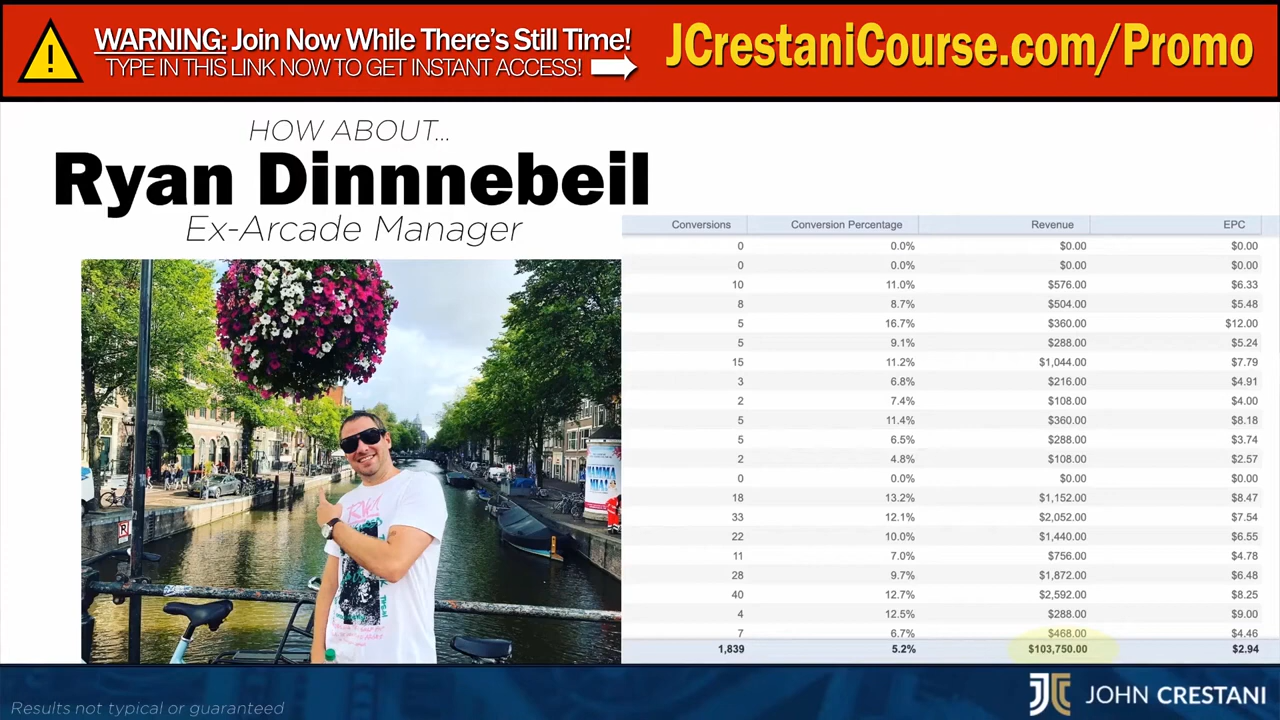 WARNING: Join Now While There's Still Time!
TYPE IN THIS LINK NOW TO GET INSTANT ACCESS!
JCrestaniCourse.com/Promo
HOW ABOUT...
Ryan Dinnnebeil
Ex-Arcade Manager
Conversions Conversion Percentage Revenue EPC
0 0.0% $0.00 $0.00
0 0.0% $0.00 $0.00
10 11.0% $576.00 $6.33
8 8.7% $504.00 $5.48
5 16.7% $360.00 $12.00
5 9.1% $288.00 $5.24
15 11.2% $1,044.00 $7.79
3 6.8% $216.00 $4.91
2 7.4% $108.00 $4.00
5 11.4% $360.00 $8.18
5 6.5% $288.00 $3.74
2 4.8% $108.00 $2.57
0 0.0% $0.00 $0.00
18 13.2% $1,152.00 $8.47
33 12.1% $2,052.00 $7.54
22 10.0% $1,440.00 $6.55
11 7.0% $756.00 $4.78
28 9.7% $1,872.00 $6.48
40 12.7% $2,592.00 $8.25
4 12.5% $288.00 $9.00
7 6.7% $468.00 $4.46
1,839 5.2% $103,750.00 $2.94
MAMMA
MIA!
R
Results not typical or guaranteed
JOHN CRESTANI